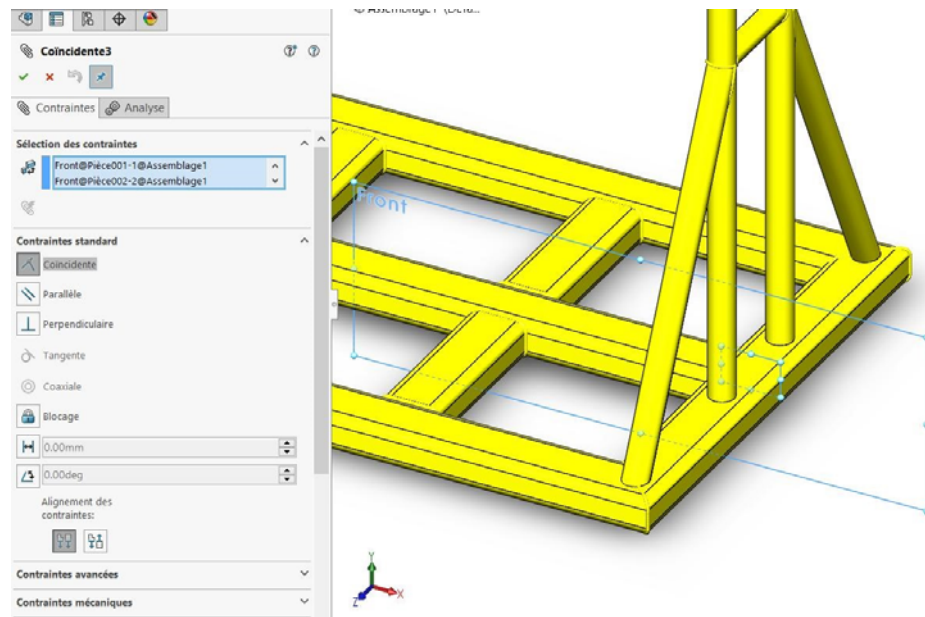 Coïncidente3
Contraintes Analyse
Sélection des contraintes
Front@Pièce001-1@Assemblage1
Front@Pièce002-2@Assemblage1
Contraintes standard
Coïncidente
Parallèle
Perpendiculaire
Tangente
Coaxiale
Blocage
0.00mm
0.00deg
Alignement des
contraintes:
Contraintes avancées
Contraintes mécaniques
Front
Y
X
Z